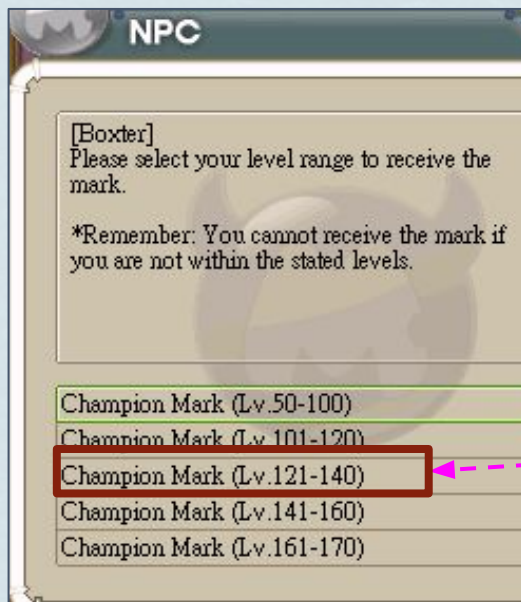 NPC
[Boxter]
Please select your level range to receive the
mark.
*Remember: You cannot receive the mark if
you are not within the stated levels.
Champion Mark (Lv.50-100)
Champion Mark (Lv.101-120)
Champion Mark (Lv.121-140)
Champion Mark (Lv.141-160)
Champion Mark (Lv.161-170)